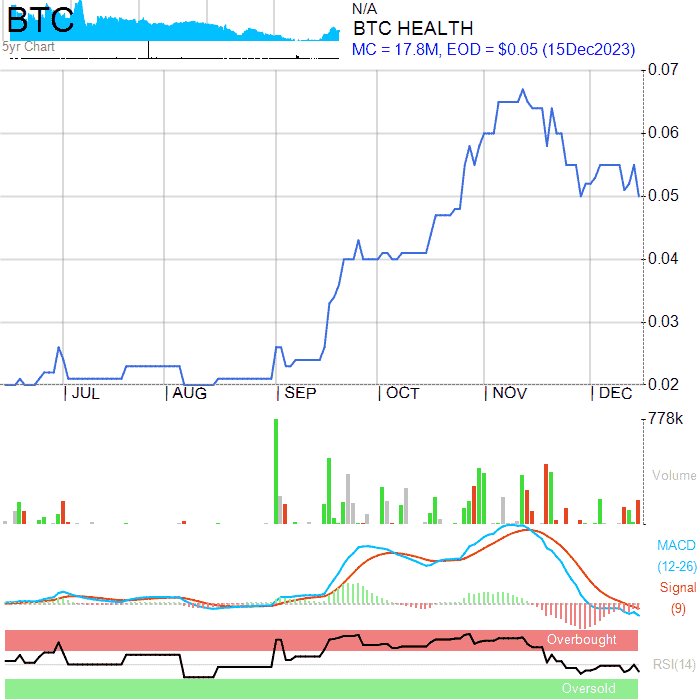 BTC
5yr Chart
N/A
BTC HEALTH
MC = 17.8M, EOD = $0.05 (15Dec2023)
0.07
0.06
0.05
0.04
0.03
0.02
JUL AUG SEP OCT NOV DEC
778k
Volume
MACD
(12-26)
Signal
(9)
Overbought
RSI(14)
Oversold